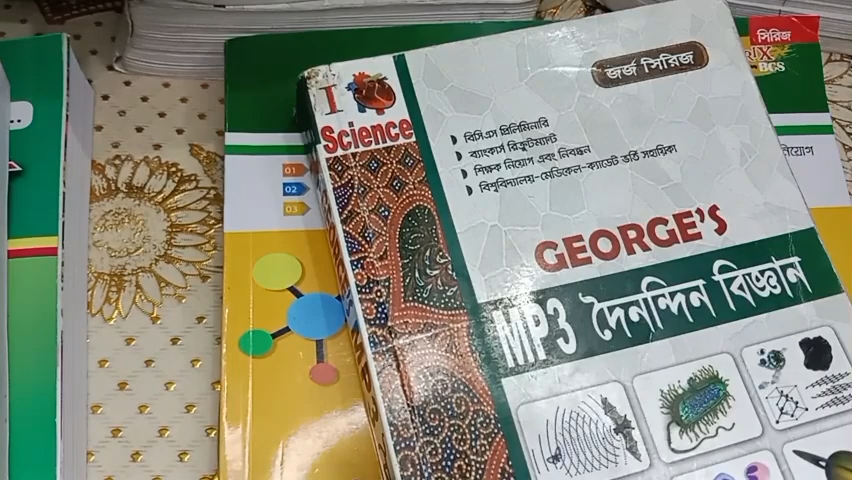 জর্জ সিরিজ
I
Science
বিসিএস প্রিলিমিনারি
ব্যাংকার্স রিক্রুটমেন্ট
শিক্ষক নিয়োগ এবং নিবন্ধন
বিশ্ববিদ্যালয়-মেডিকেল-ক্যাডেট ভর্তি সহায়িকা
GEORGE'S
MP3 দৈনন্দিন বিজ্ঞান
সিরিজ
BCS
01
02
03